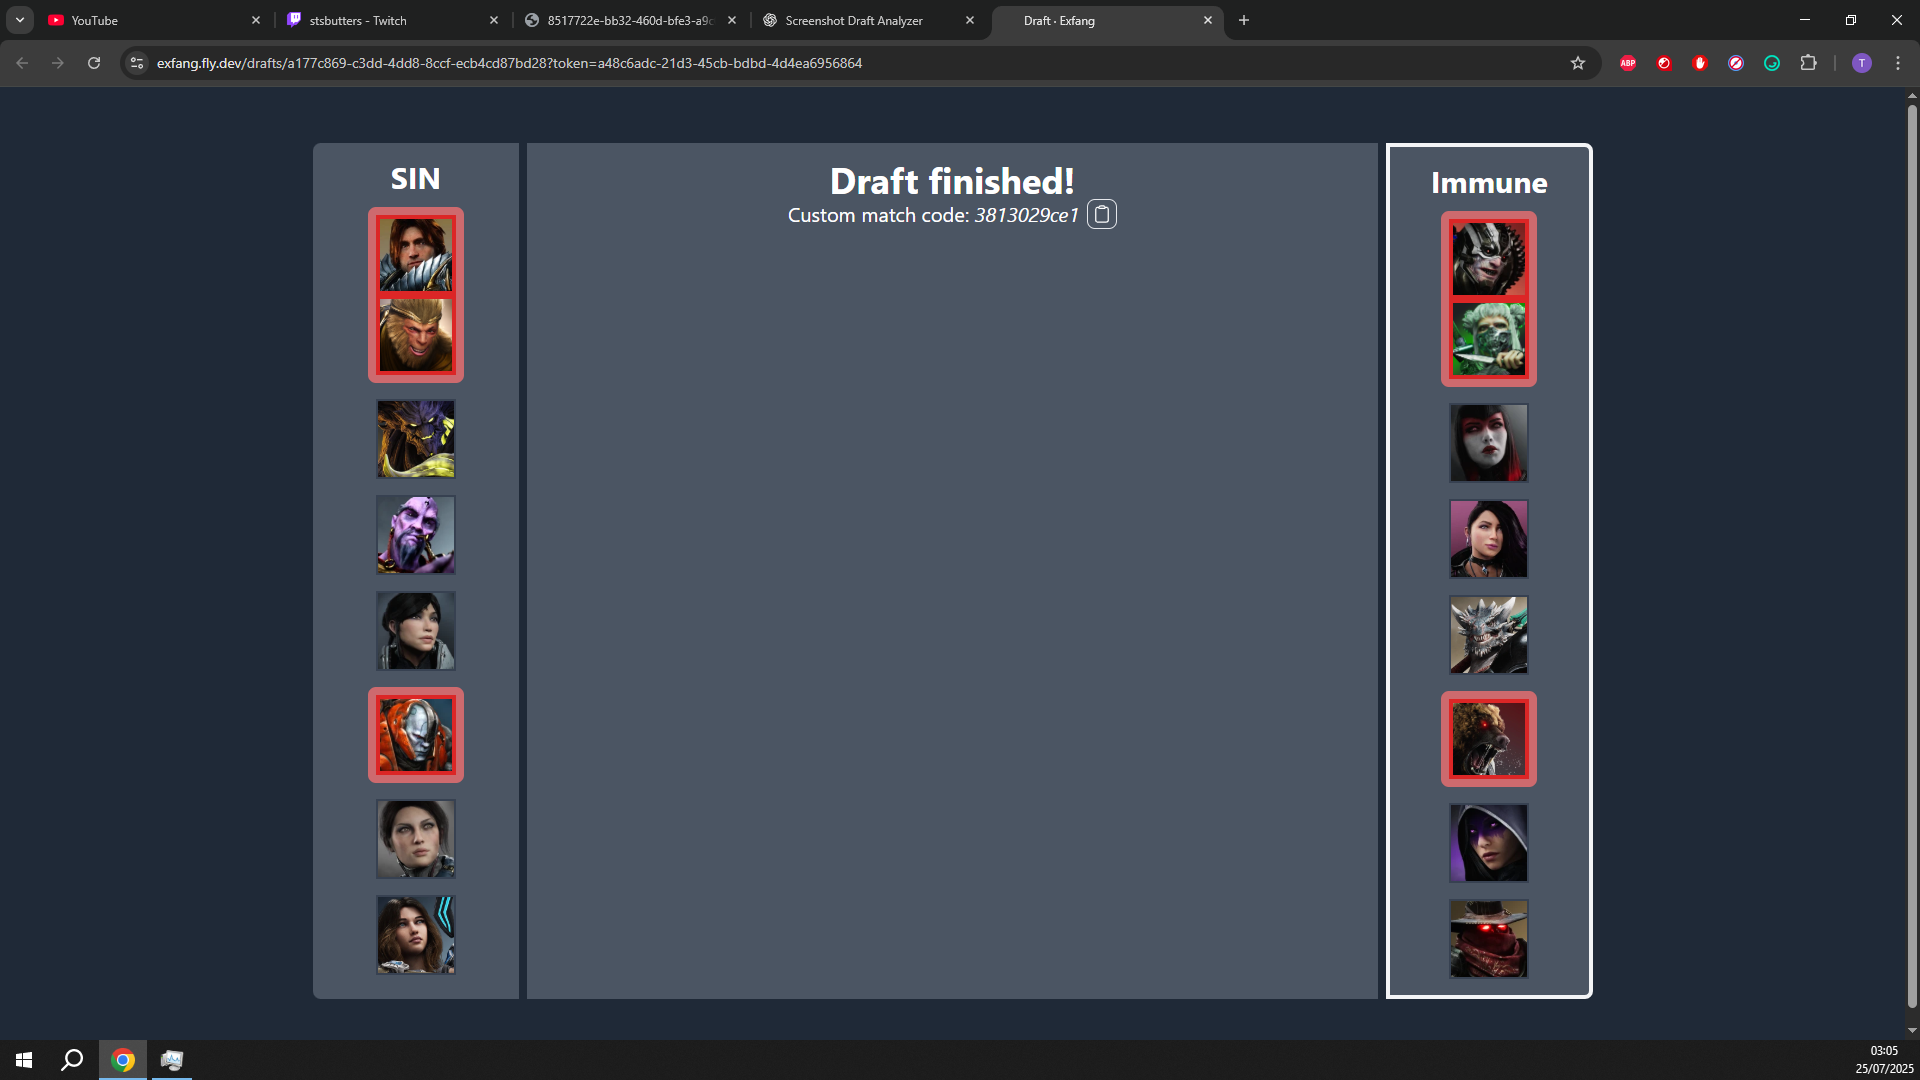 YouTube
stsbutters - Twitch
8517722e-bb32-460d-bfe3-a9c
Screenshot Draft Analyzer
Draft · Exfang
exfang.fly.dev/drafts/a177c869-c3dd-4dd8-8ccf-ecb4cd87bd28?token=a48c6adc-21d3-45cb-bdbd-4d4ea6956864
ABP
T
SIN
Draft finished!
Custom match code: 3813029ce1
Immune
03:05
25/07/2025